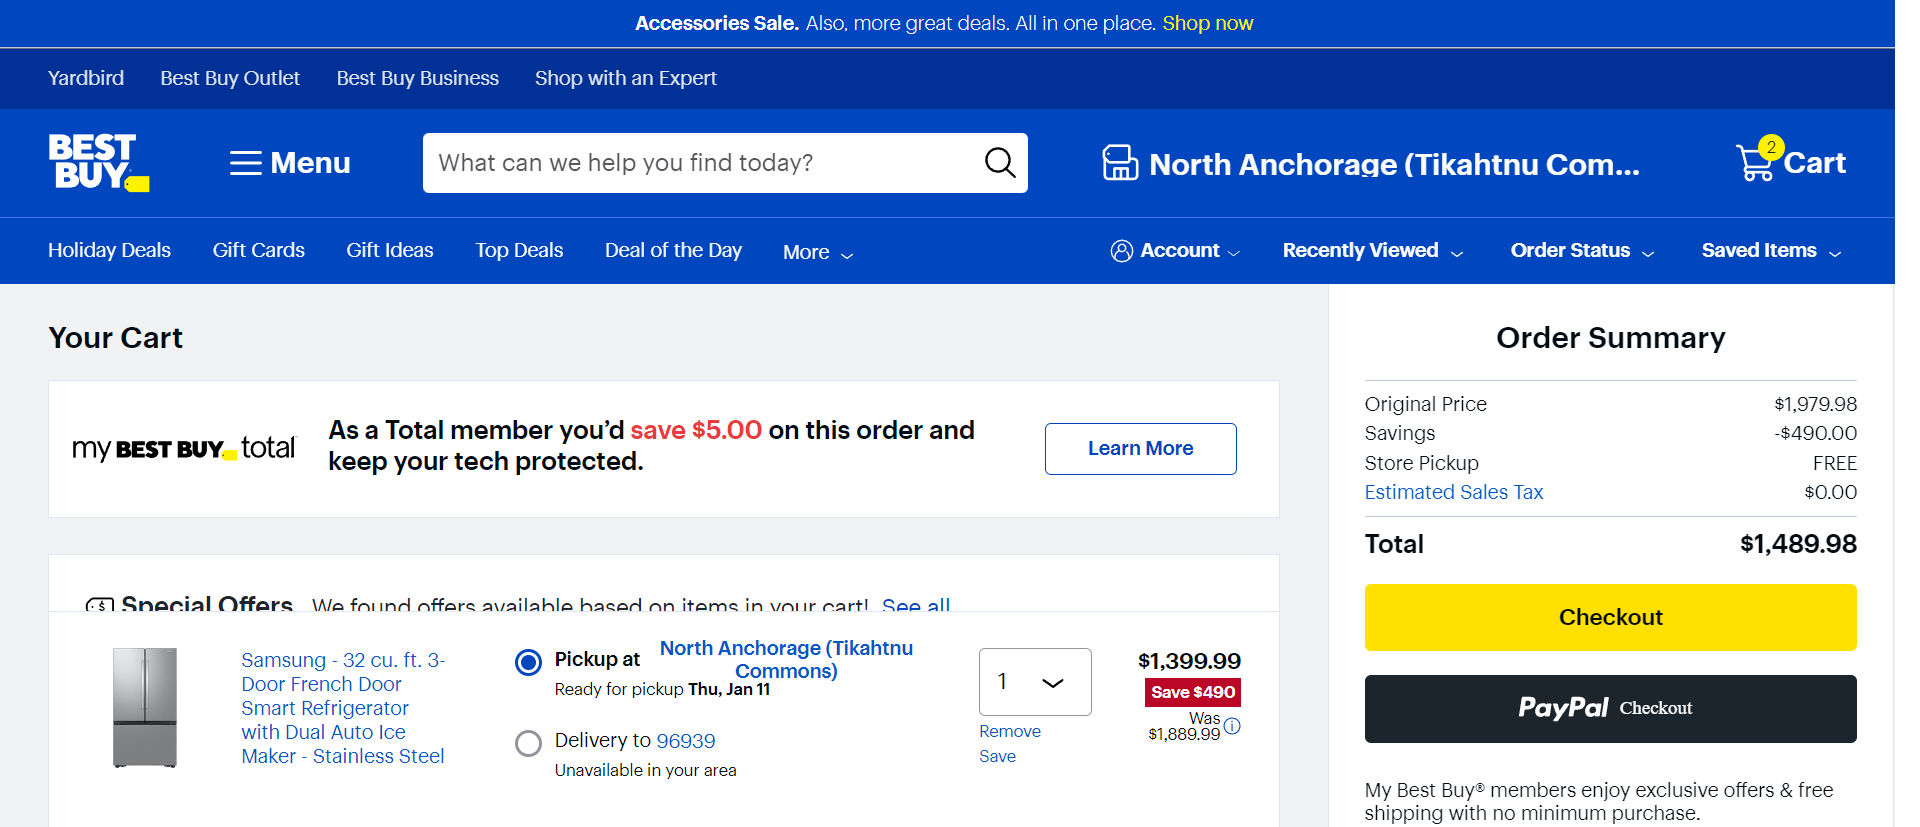 Accessories Sale. Also, more great deals. All in one place. Shop now
Yardbird Best Buy Outlet Best Buy Business Shop with an Expert
BEST BUY
Menu
What can we help you find today?
North Anchorage (Tikahtnu Com...
2
Cart
Holiday Deals Gift Cards Gift Ideas Top Deals Deal of the Day More
Account Recently Viewed Order Status Saved Items
Your Cart
my BEST BUY total
As a Total member you'd save $5.00 on this order and
keep your tech protected.
Learn More
Special Offers We found offers available based on items in your cart! See all
Samsung - 32 cu. ft. 3-
Door French Door
Smart Refrigerator
with Dual Auto Ice
Maker - Stainless Steel
Pickup at North Anchorage (Tikahtnu
Commons)
Ready for pickup Thu, Jan 11
Delivery to 96939
Unavailable in your area
1
Remove
Save
$1,399.99
Save $490
Was
$1,889.99
Order Summary
Original Price $1,979.98
Savings -$490.00
Store Pickup FREE
Estimated Sales Tax $0.00
Total $1,489.98
Checkout
PayPal Checkout
My Best Buy® members enjoy exclusive offers & free
shipping with no minimum purchase.